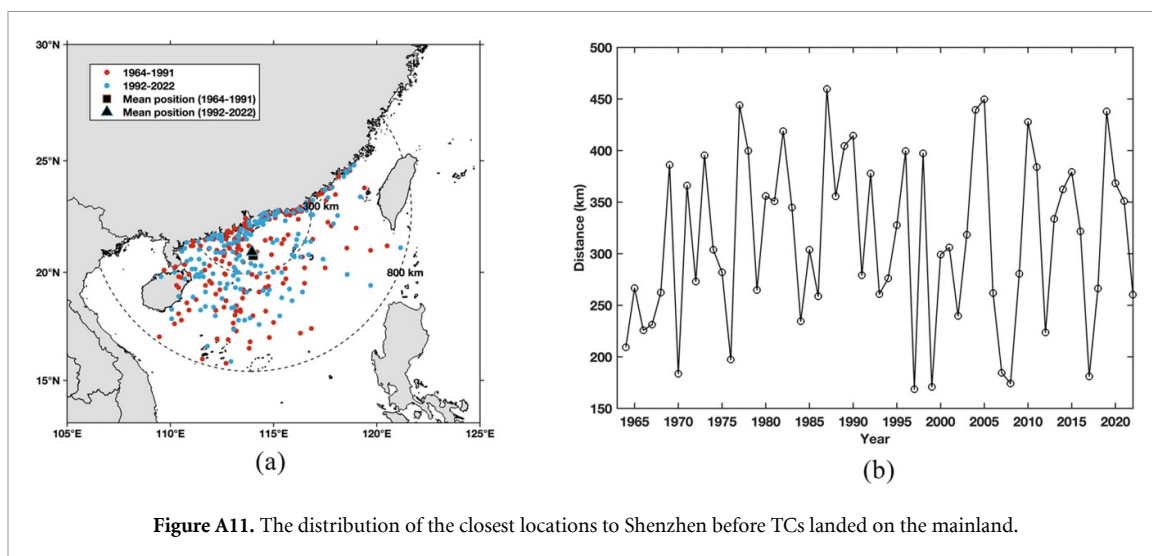 30°N
25°N
20°N
15°N
105°E 110°E 115°E 120°E 125°E
1964-1991
1992-2022
Mean position (1964-1991)
Mean position (1992-2022)
300 km
800 km
(a)
500
450
400
350
300
250
200
150
Distance (km)
1965 1970 1975 1980 1985 1990 1995 2000 2005 2010 2015 2020
Year
(b)
Figure A11. The distribution of the closest locations to Shenzhen before TCs landed on the mainland.